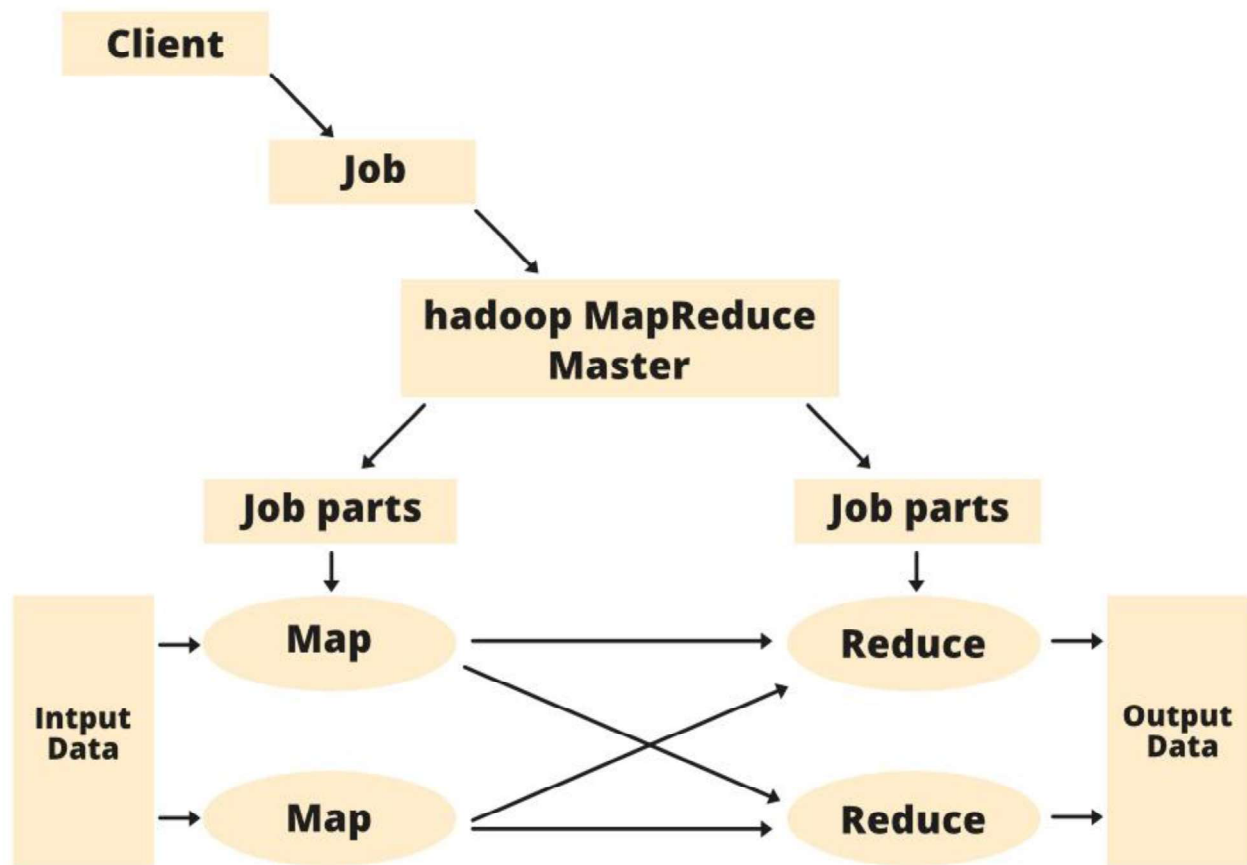 Client
Job
hadoop MapReduce
Master
Job parts
Job parts
Map
Reduce
Intput
Data
Output
Data
Map
Reduce